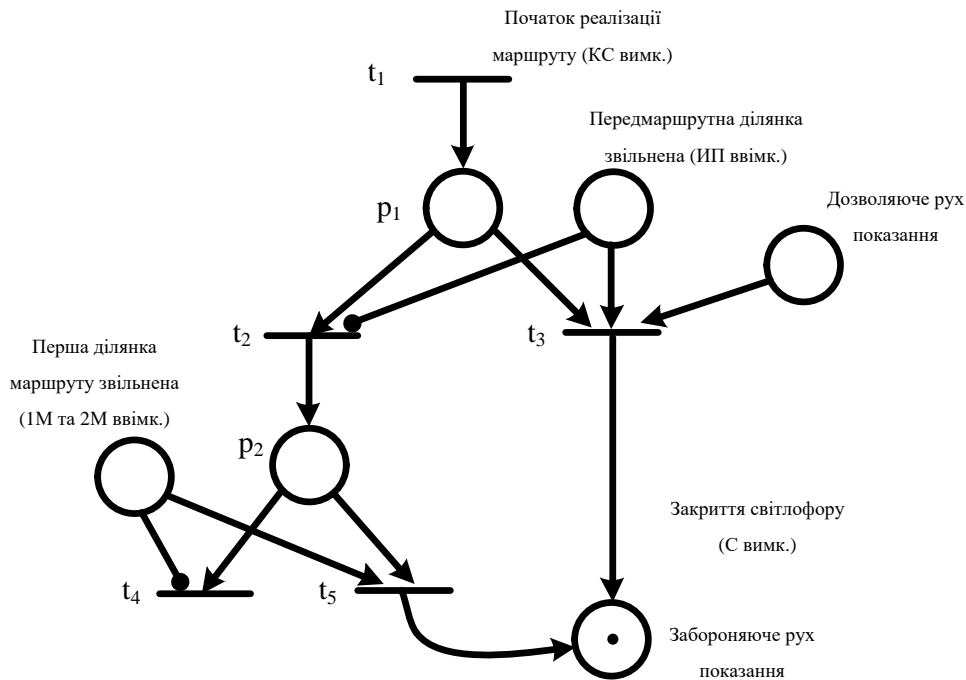 Початок реалізації
маршруту (КС вимк.)
t1
Передмаршрутна ділянка
звільнена (ИП ввімк.)
Дозволяюче рух
показання
p1
t2
t3
Перша ділянка
маршруту звільнена
(1М та 2М ввімк.)
p2
Закриття світлофору
(С вимк.)
t4
t5
Забороняюче рух
показання